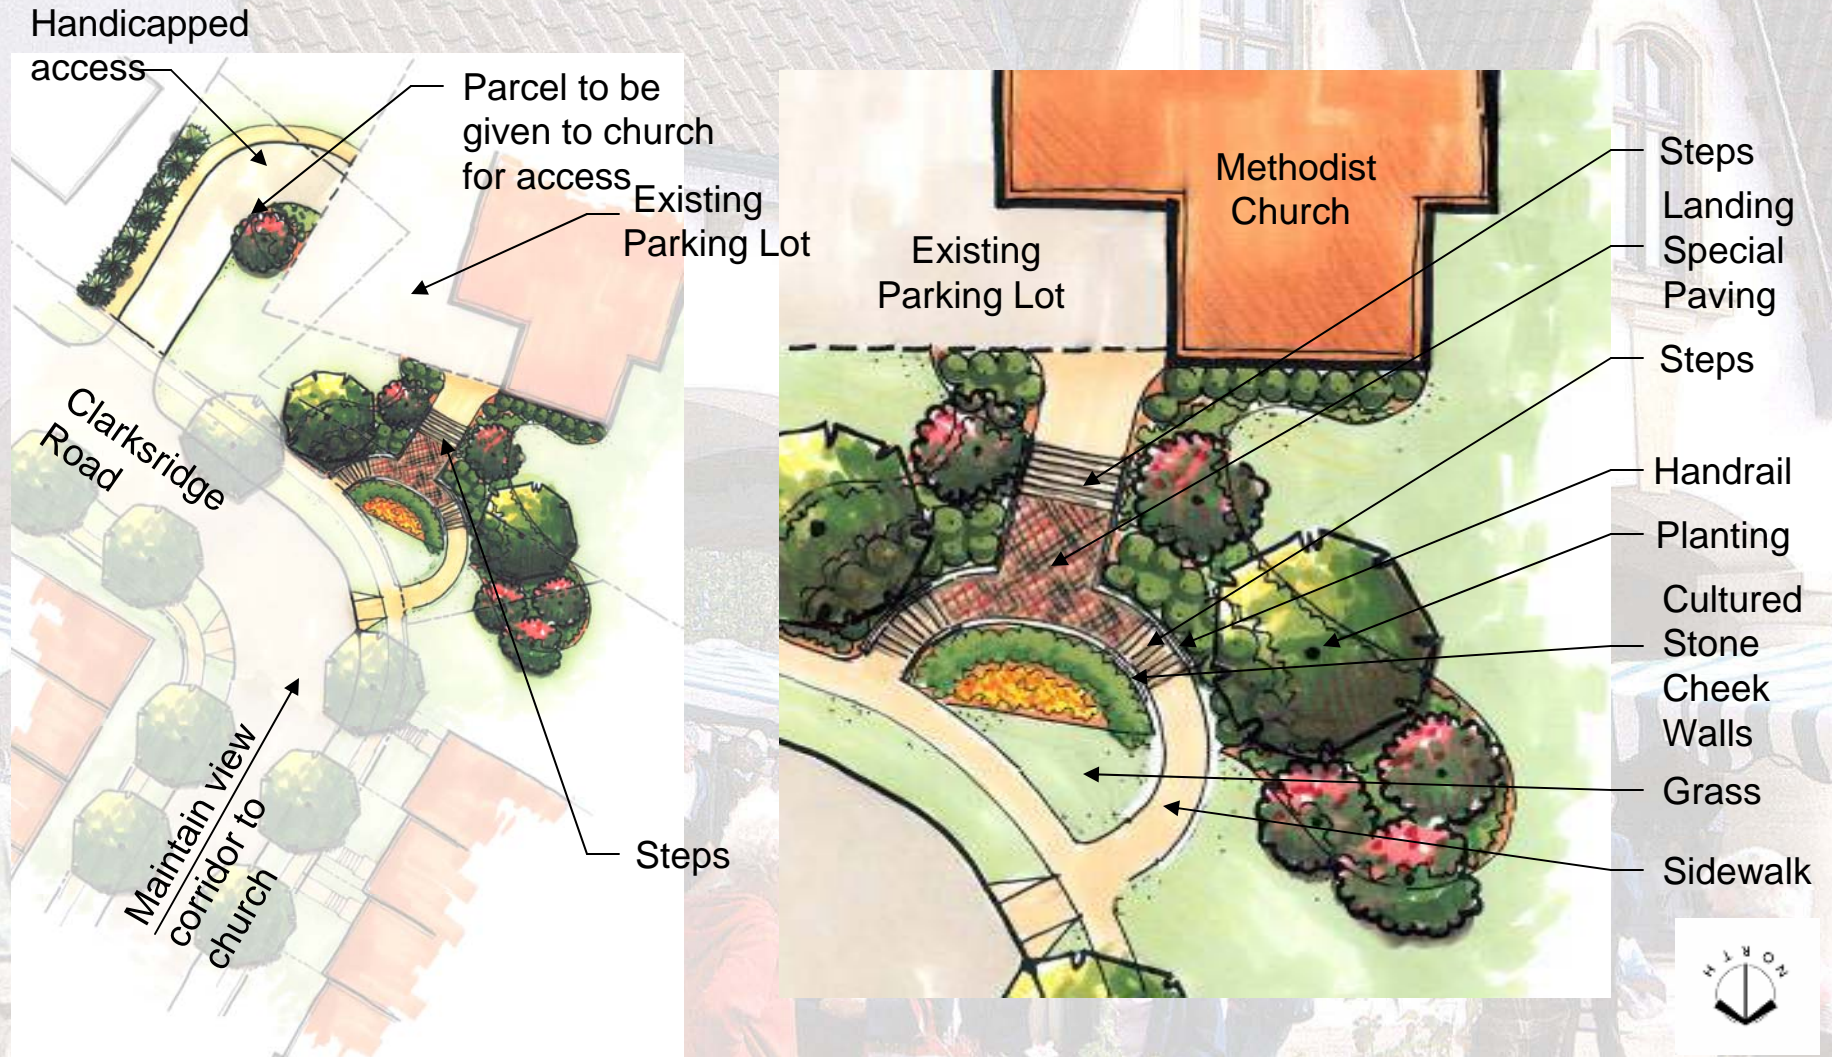 Handicapped
access
Parcel to be
given to church
for access
Existing
Parking Lot
Clarksridge
Road
Maintain view
corridor to
church
Steps
Methodist
Church
Existing
Parking Lot
Steps
Landing
Special
Paving
Steps
Handrail
Planting
Cultured
Stone
Cheek
Walls
Grass
Sidewalk
NORTH